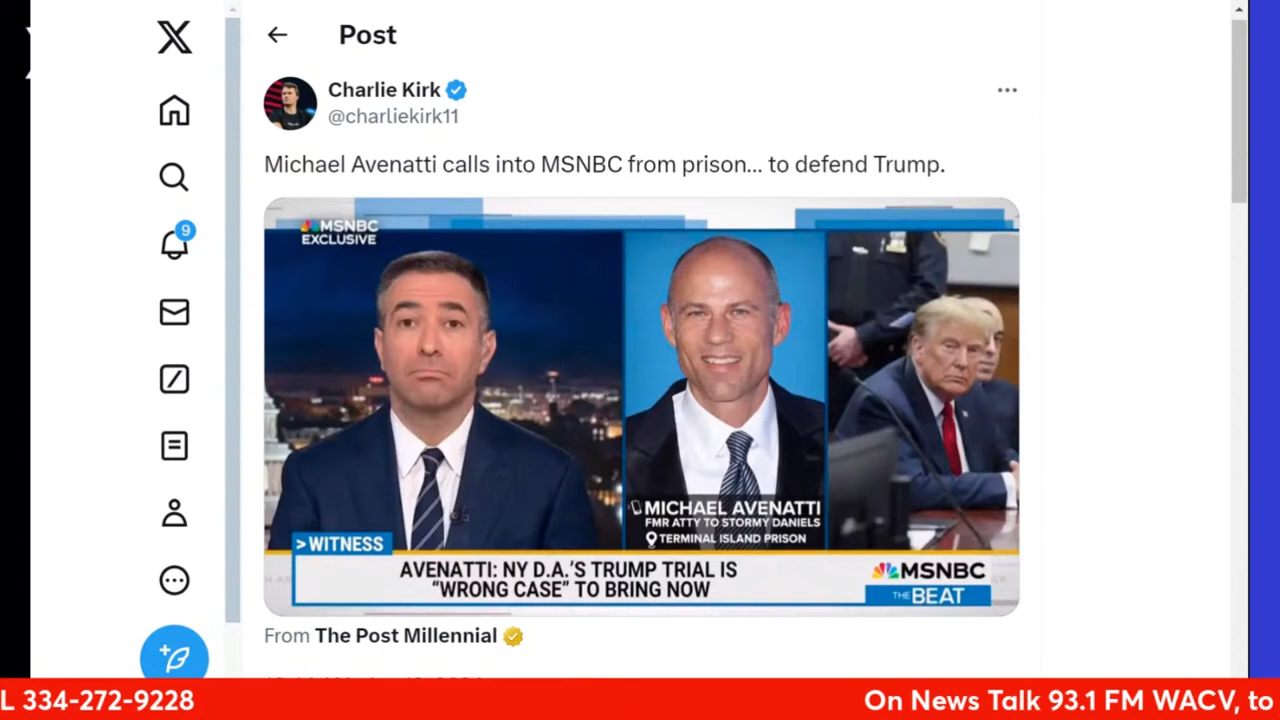 Post
Charlie Kirk
@charliekirk11
Michael Avenatti calls into MSNBC from prison... to defend Trump.
9
MSNBC
EXCLUSIVE
MICHAEL AVENATTI
FMR ATTY TO STORMY DANIELS
TERMINAL ISLAND PRISON
>WITNESS
AVENATTI: NY D.A.'S TRUMP TRIAL IS
"WRONG CASE" TO BRING NOW
MSNBC
THE BEAT
From The Post Millennial
L 334-272-9228
On News Talk 93.1 FM WACV, to